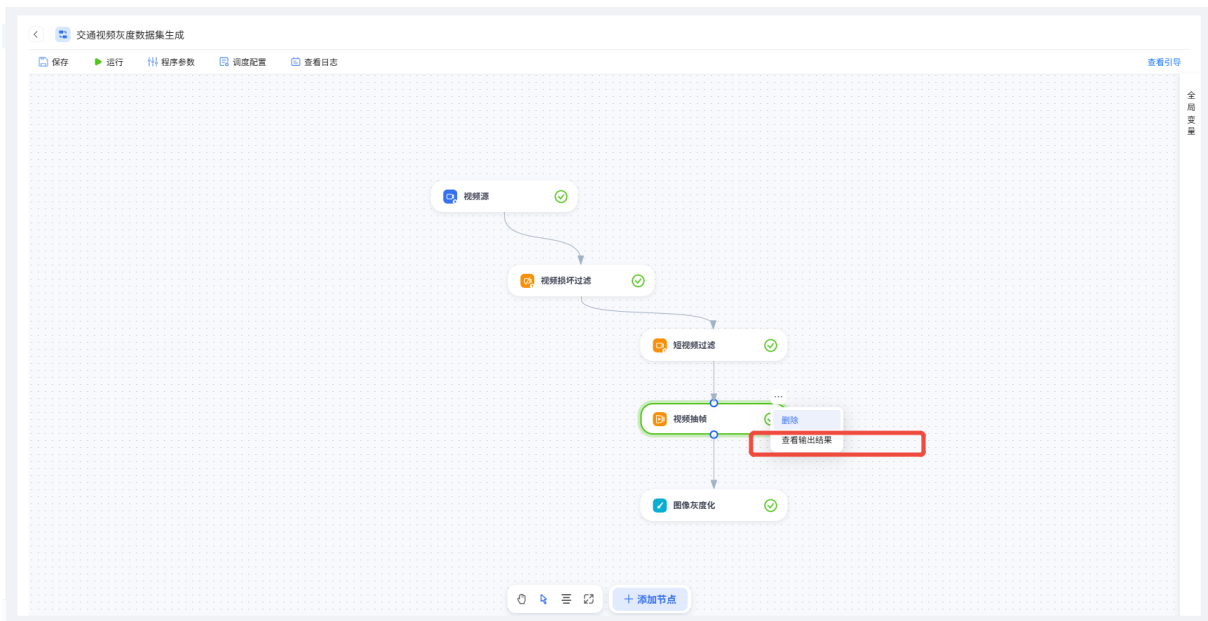 交通视频灰度数据集生成
保存 运行 程序参数 调度配置 查看日志 查看引导
全局变量
视频源
视频损坏过滤
短视频过滤
视频抽帧
删除
查看输出结果
图像灰度化
添加节点